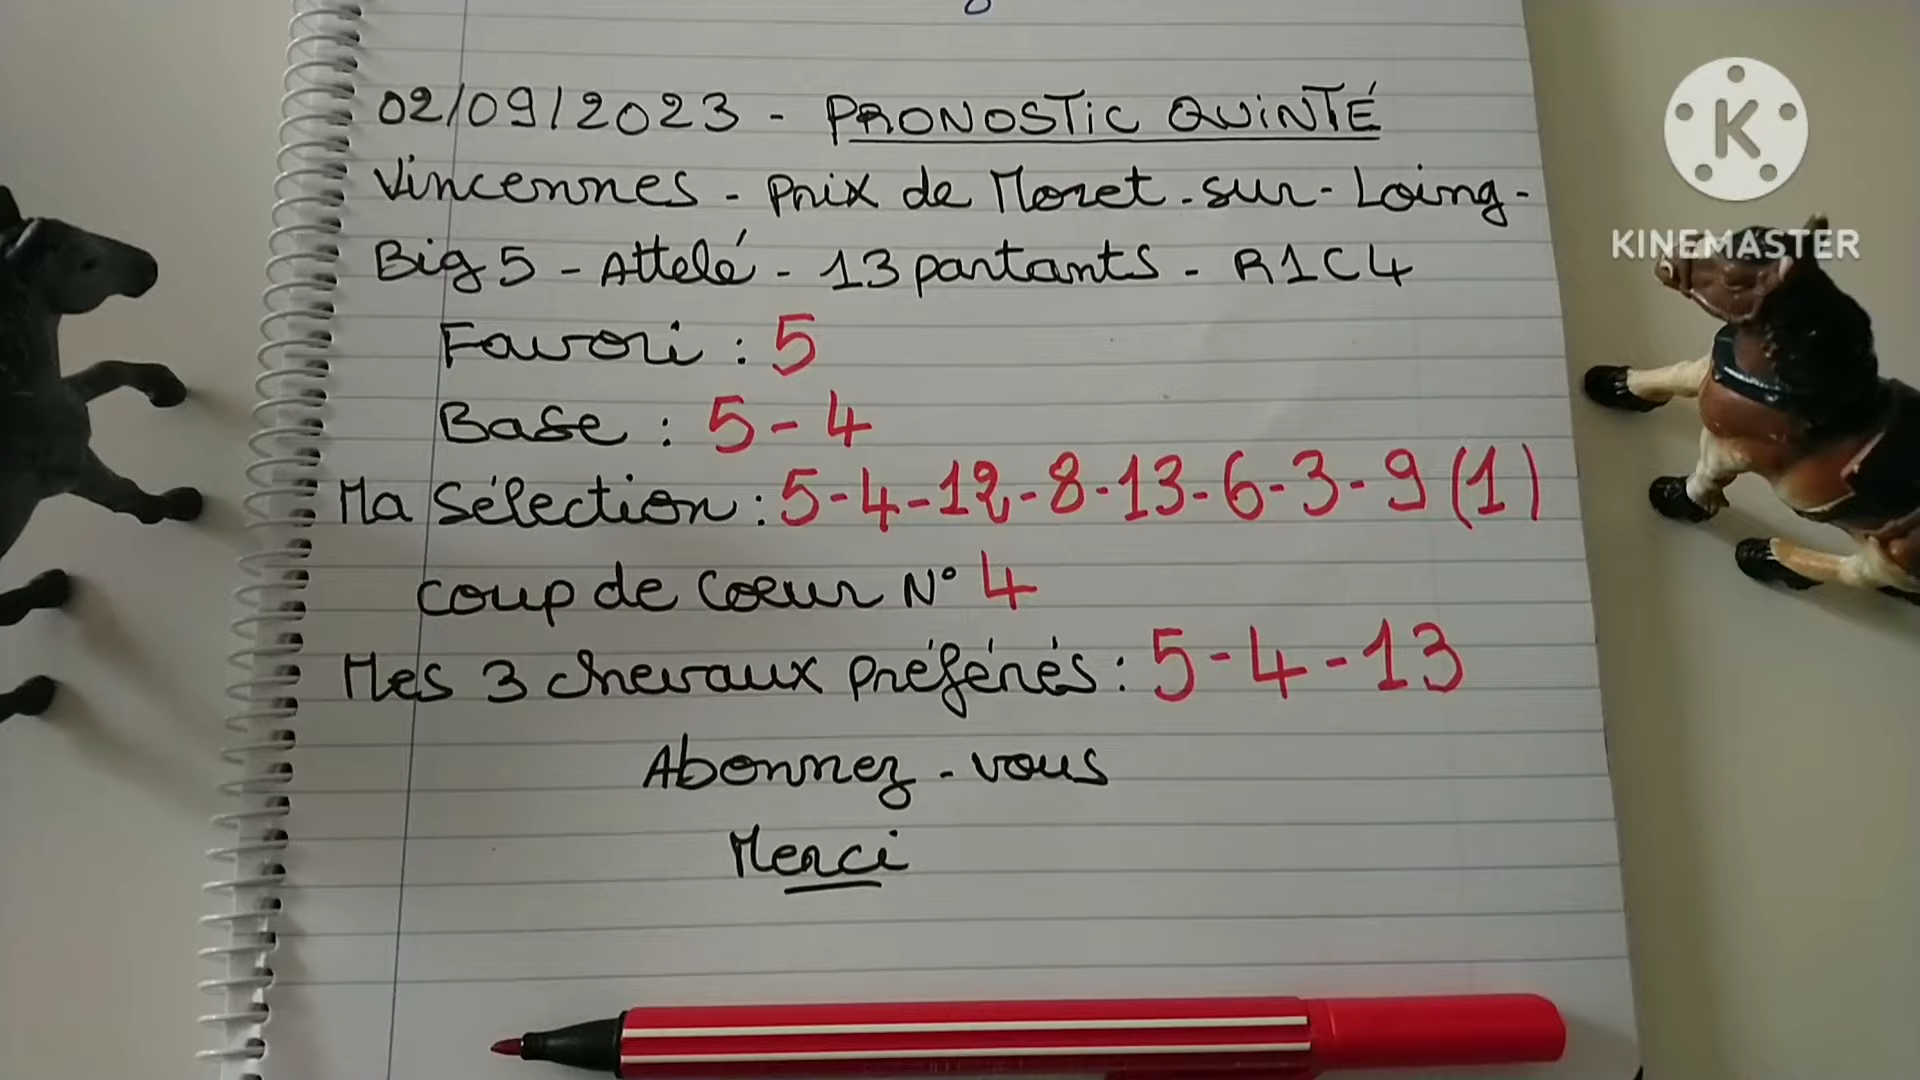 02/09/2023 - PRONOSTIC QUINTÉ
Vincennes - Prix de Moret-sur-Loing -
Big 5 - Attelé - 13 partants - R1C4
Favori : 5
Base : 5 - 4
Ma sélection : 5-4-12-8-13-6-3-9 (1)
coup de cœur N° 4
Mes 3 chevaux préférés : 5-4-13
Abonnez-vous
Merci
K
KINEMASTER